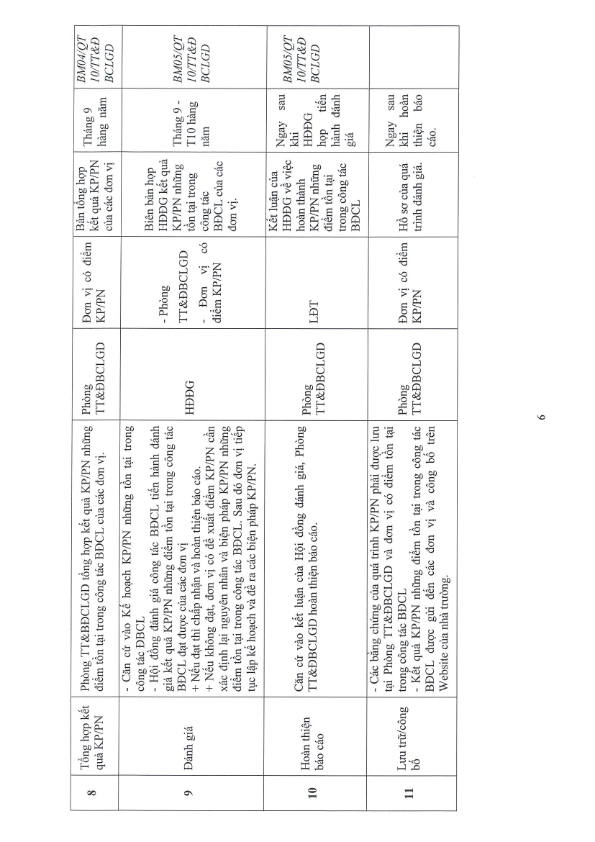 8
Tổng hợp kết
quả KP/PN
Phòng TT&BĐCLGD tổng hợp kết quả KP/PN những
điểm tồn tại trong công tác BĐCL của các đơn vị.
Phòng
TT&ĐBCLGD
Đơn vị có điểm
KP/PN
Bản tổng hợp
kết quả KP/PN
của các đơn vị
Tháng 9
hàng năm
BM04/QT
10/TT&Đ
BCLGD
9
Đánh giá
- Căn cứ vào Kế hoạch KP/PN những tồn tại trong
công tác ĐBCL
- Hội đồng đánh giá công tác BĐCL tiến hành đánh
giá kết quả KP/PN những điểm tồn tại trong công tác
BĐCL đạt được của các đơn vị
+ Nếu đạt thì chấp nhận và hoàn thiện báo cáo.
+ Nếu không đạt, đơn vị có đề xuất điểm KP/PN cần
xác định lại nguyên nhân và biện pháp KP/PN những
điểm tồn tại trong công tác BĐCL. Sau đó đơn vị tiếp
tục lập kế hoạch và đề ra các biện pháp KP/PN.
HĐĐG
- Phòng
TT&ĐBCLGD
- Đơn vị có
điểm KP/PN
Biên bản họp
HĐĐG kết quả
KP/PN những
tồn tại trong
công tác
BĐCL của các
đơn vị.
Tháng 9 -
T10 hàng
năm
BM05/QT
10/TT&Đ
BCLGD
10
Hoàn thiện
báo cáo
Căn cứ vào kết luận của Hội đồng đánh giá, Phòng
TT&ĐBCLGD hoàn thiện báo cáo.
Phòng
TT&ĐBCLGD
LĐT
Kết luận của
HĐĐG về việc
hoàn thành
KP/PN những
điểm tồn tại
trong công tác
BĐCL
Ngay sau
khi
HĐĐG
họp tiến
hành đánh
giá
BM05/QT
10/TT&Đ
BCLGD
11
Lưu trữ/công
bố
- Các bằng chứng của quá trình KP/PN phải được lưu
tại Phòng TT&ĐBCLGD và đơn vị có điểm tồn tại
trong công tác BĐCL
- Kết quả KP/PN những điểm tồn tại trong công tác
BĐCL được gửi đến các đơn vị và công bố trên
Website của nhà trường.
Phòng
TT&ĐBCLGD
Đơn vị có điểm
KP/PN
Hồ sơ của quá
trình đánh giá.
Ngay sau
khi hoàn
thiện báo
cáo.
6